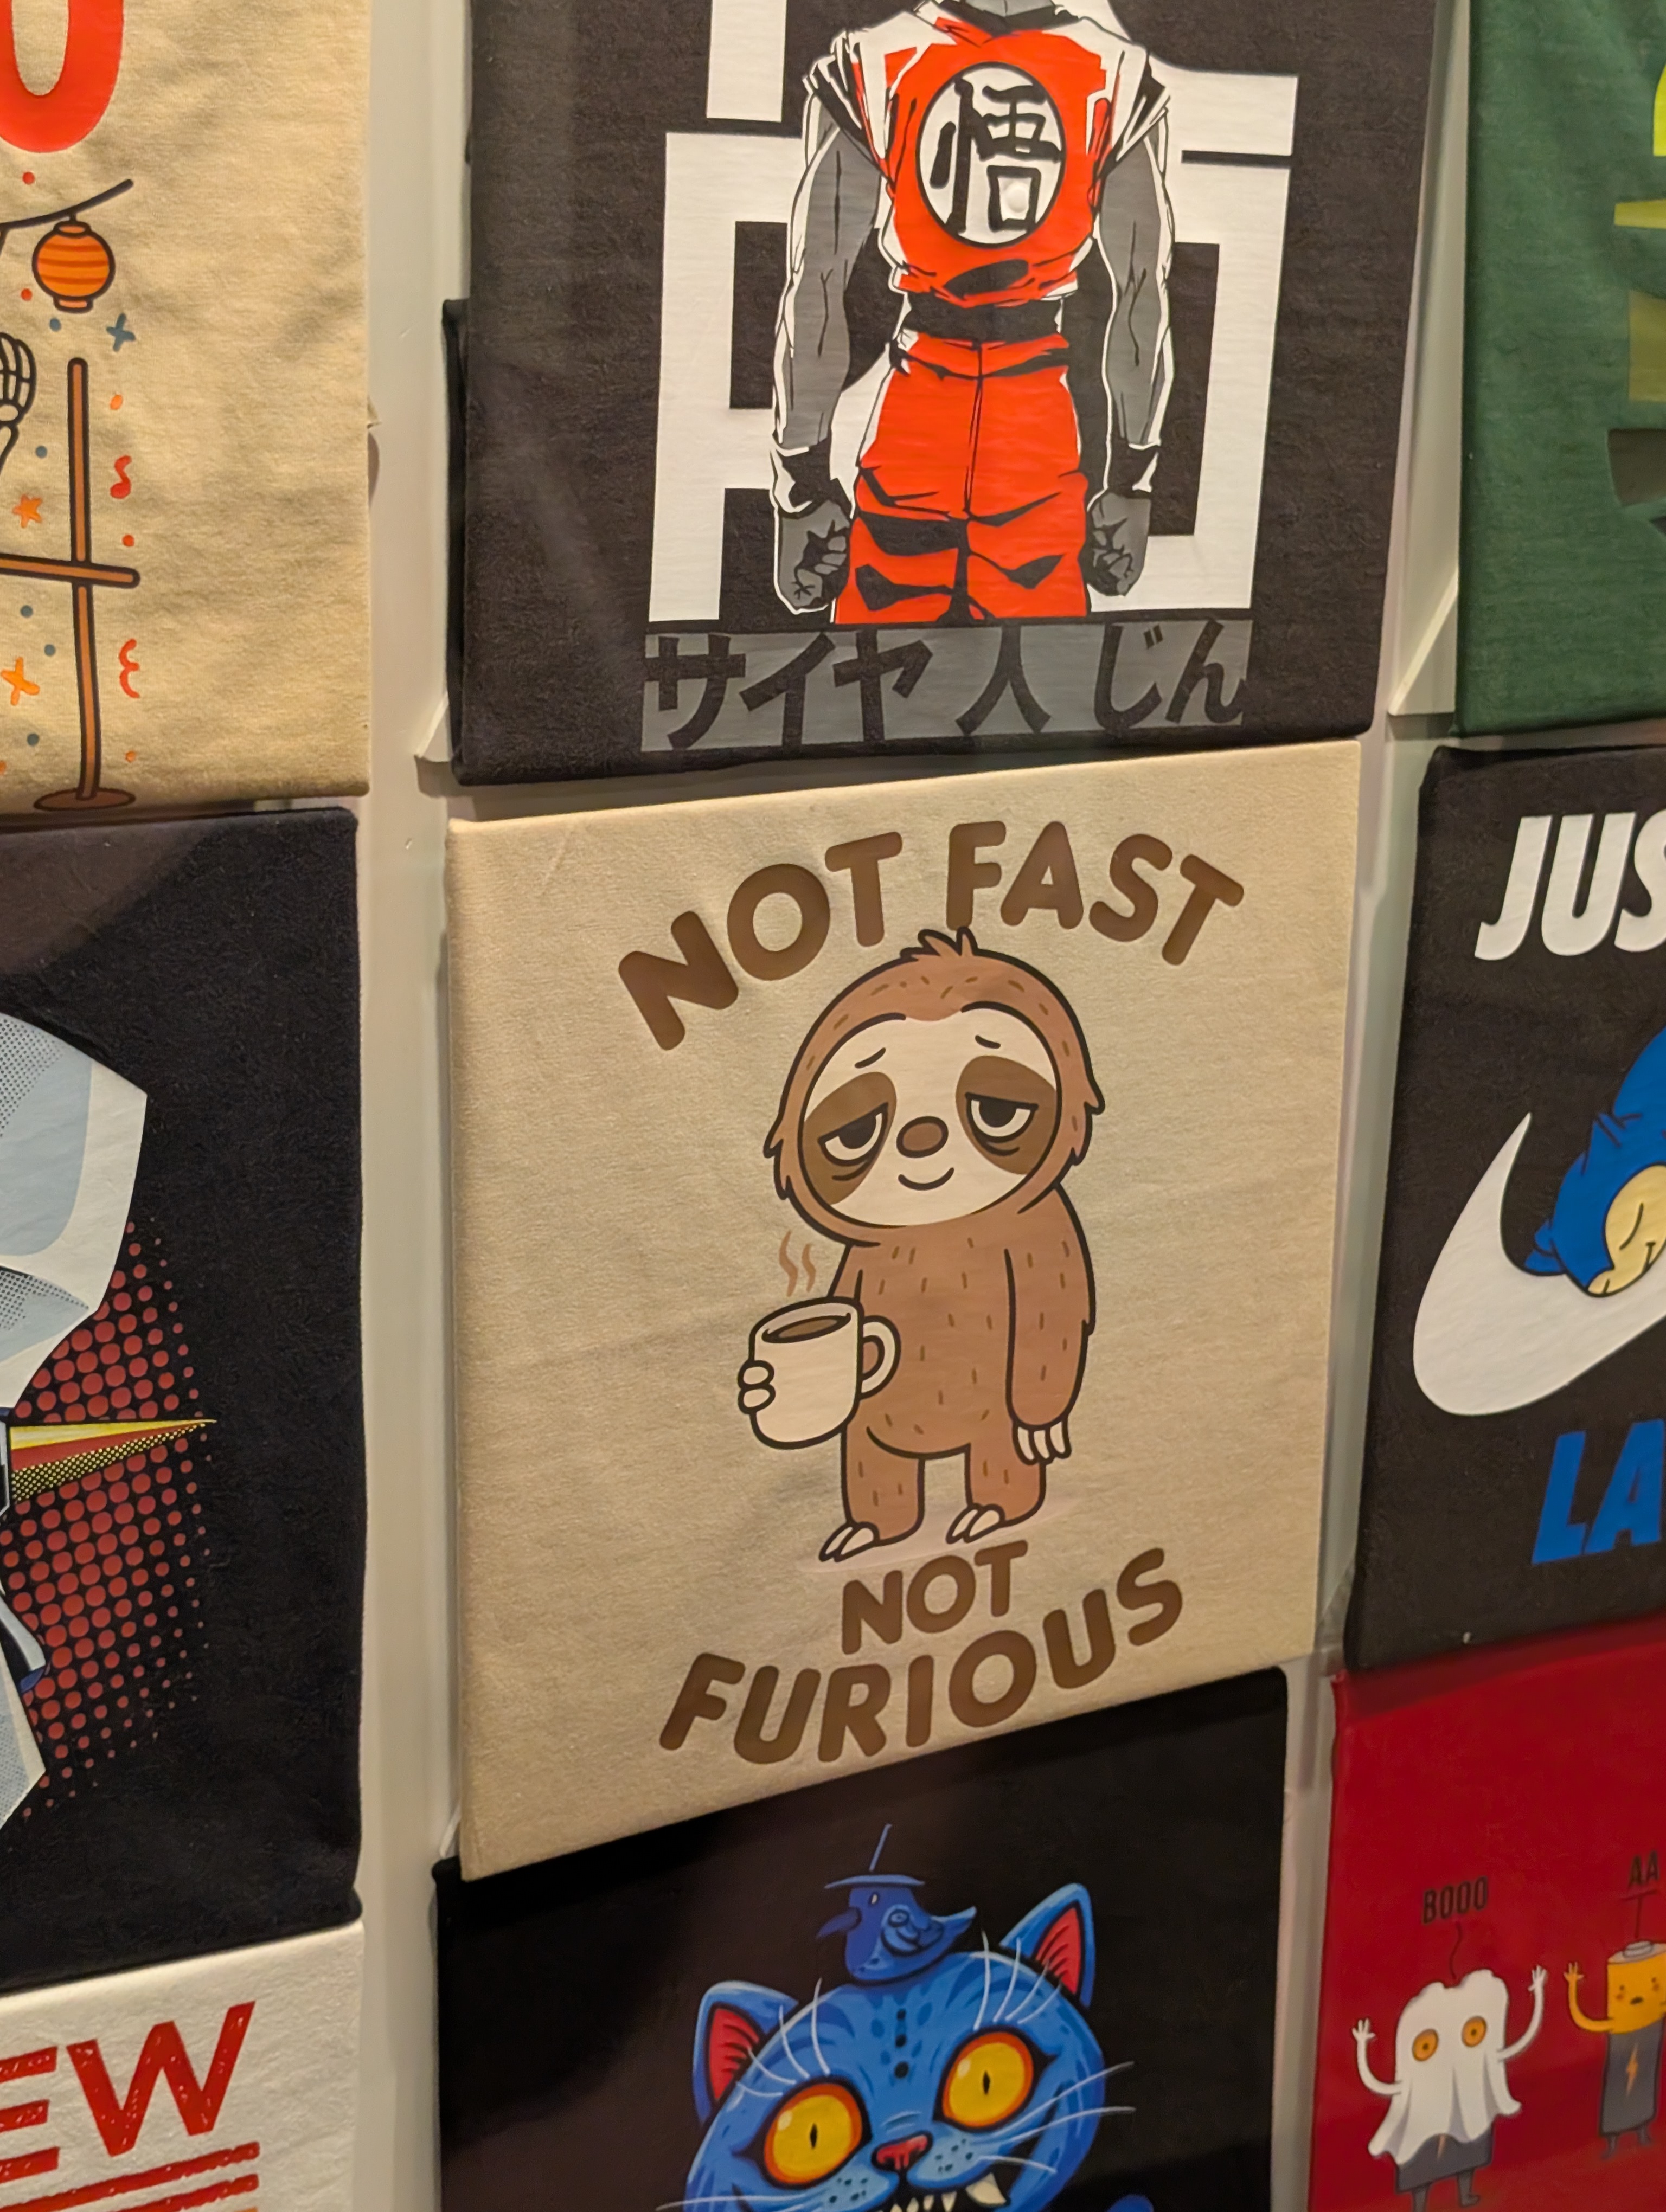 悟
サイヤ人じん
NOT FAST
NOT
FURIOUS
JUS
LA
BOOO
AA
EW